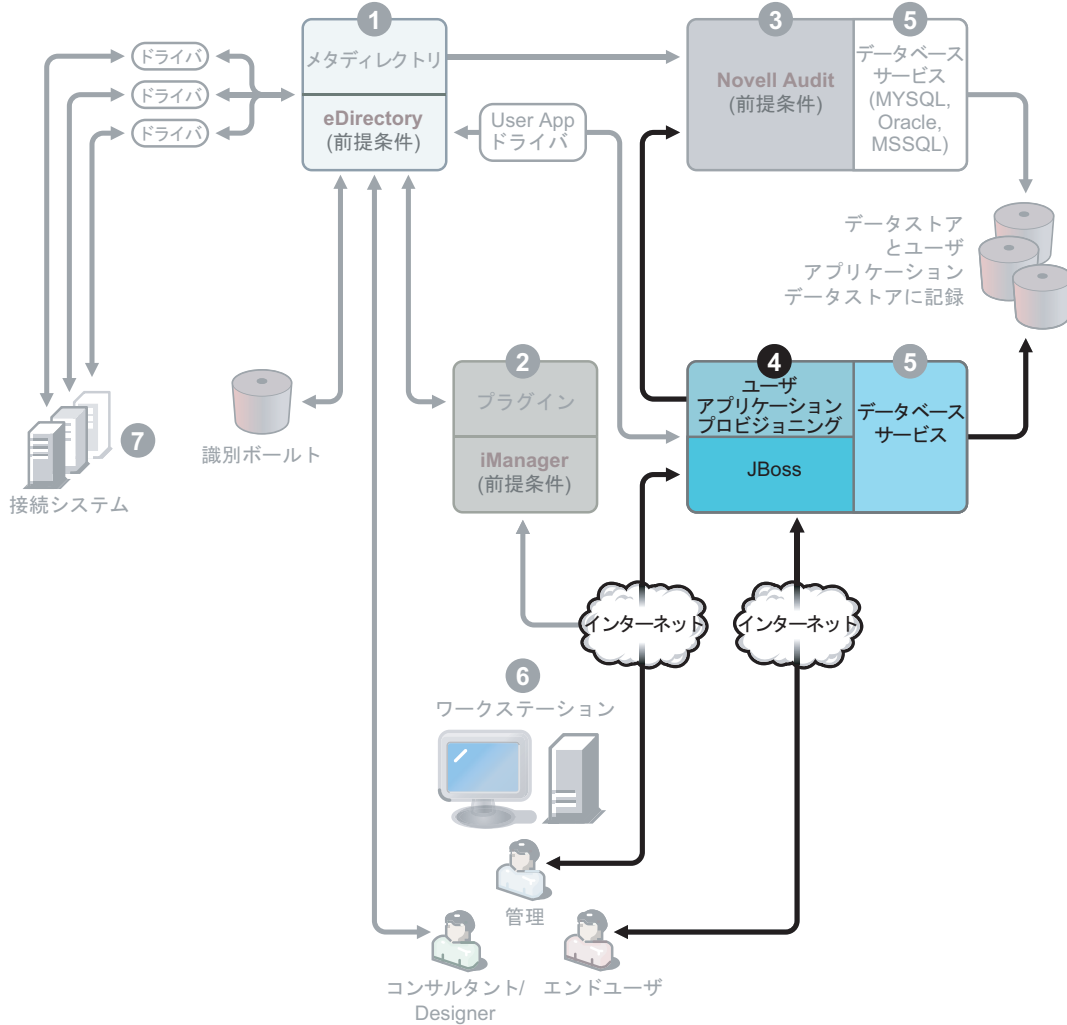 1
メタディレクトリ
eDirectory
(前提条件)
ドライバ
ドライバ
ドライバ
User App
ドライバ
3
Novell Audit
(前提条件)
5
データベース
サービス
(MYSQL,
Oracle,
MSSQL)
データストア
とユーザ
アプリケーション
データストアに記録
2
プラグイン
iManager
(前提条件)
4
ユーザ
アプリケーション
プロビジョニング
JBoss
5
データベース
サービス
7
接続システム
識別ボールト
インターネット
インターネット
6
ワークステーション
管理
コンサルタント/
Designer
エンドユーザ